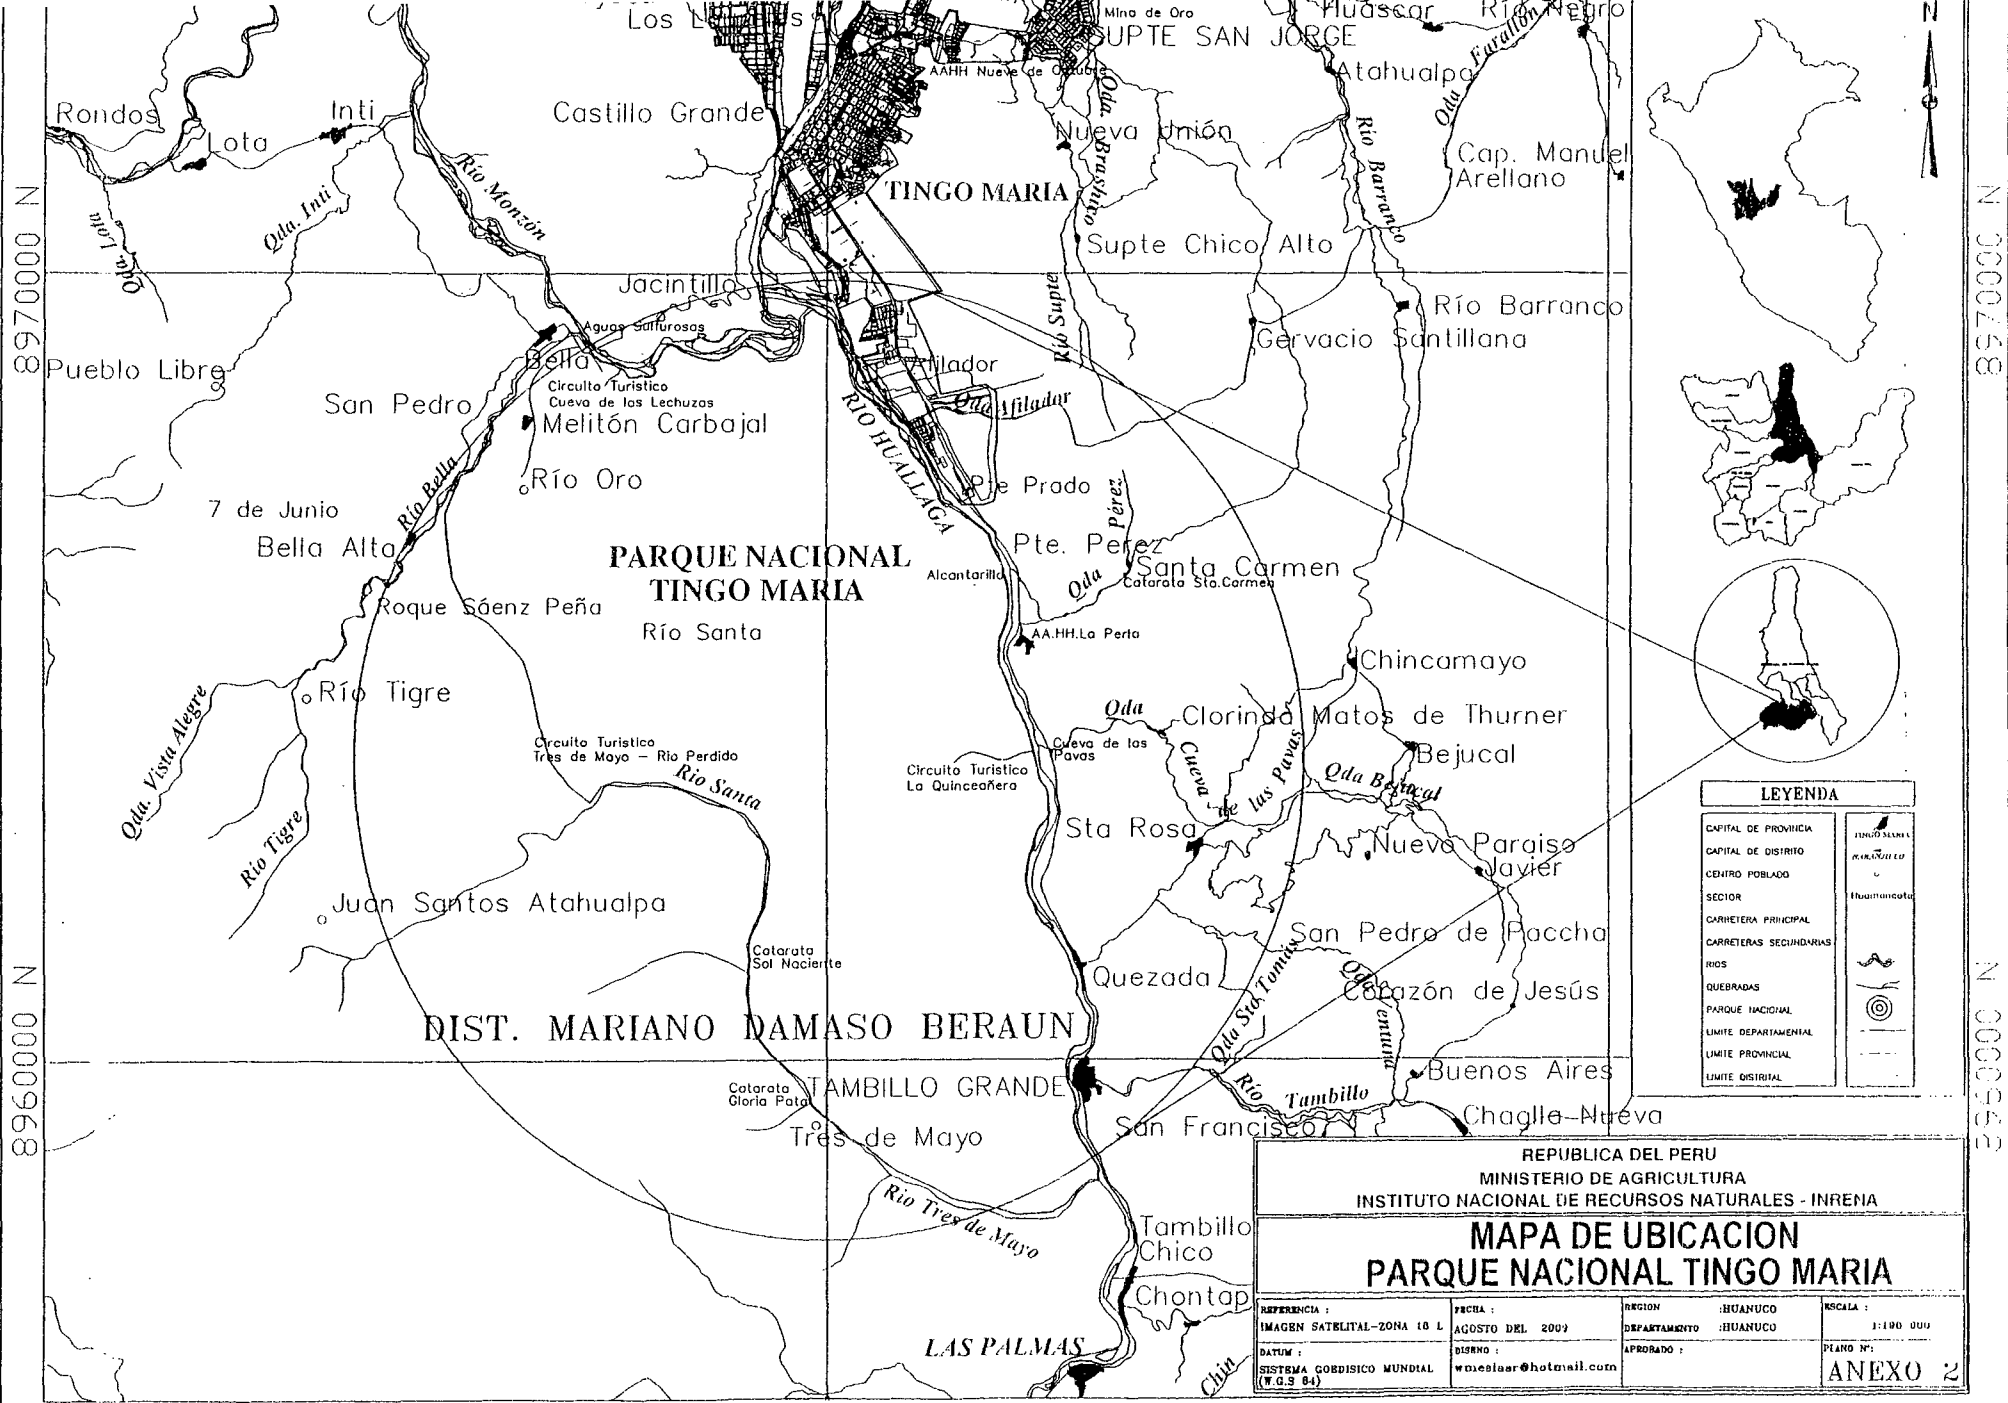 Mina de Oro
Huascar
Río Negro
SUPTE SAN JORGE
Qda Farallón
AAHH Nueve de Octubre
Atahualpa
Rondos
Inti
Castillo Grande
Lota
Qda. Brashico
Nueva Unión
Río Barranco
Cap. Manuel
Arellano
Río Monzón
TINGO MARIA
Qda. Lota
Qda. Inti
Supte Chico Alto
8970000 N
N
Jacintillo
Río Supte
Río Barranco
Aguas Sulfurosas
Gervacio Santillana
Bella
Afilador
Pueblo Libre
Circuito Turistico
Cueva de las Lechuzas
San Pedro
Qda Afilador
Melitón Carbajal
RIO HUALLAGA
Río Bella
Río Oro
Pte Prado
7 de Junio
Bella Alta
Pte. Perez
Qda Pérez
PARQUE NACIONAL
TINGO MARIA
Santa Carmen
Catarata Sta.Carmen
Alcantarilla
Roque Sáenz Peña
Río Santa
AA.HH.La Perla
Chincamayo
Río Tigre
Qda. Vista Alegre
Qda Cueva de las Pavas
Clorinda Matos de Thurner
Circuito Turistico
Tres de Mayo - Rio Perdido
Cueva de las
Pavas
Bejucal
Circuito Turistico
La Quinceañera
Rio Santa
Qda Bejucal
LEYENDA
CAPITAL DE PROVINCIA
TINGO MARIA
CAPITAL DE DISTRITO
CENTRO POBLADO
SECTOR
CARRETERA PRINCIPAL
CARRETERAS SECUNDARIAS
RIOS
QUEBRADAS
PARQUE NACIONAL
LIMITE DEPARTAMENTAL
LIMITE PROVINCIAL
LIMITE DISTRITAL
Sta Rosa
Nuevo Paraiso
Javier
Río Tigre
Juan Santos Atahualpa
San Pedro de Paccha
Catarata
Sol Naciente
Quezada
Qda Sto Tomás
Corazón de Jesús
8960000 N
DIST. MARIANO DAMASO BERAUN
Catarata
Gloria Pata
TAMBILLO GRANDE
Buenos Aires
Río Tambillo
Tres de Mayo
San Francisco
Chaglla-Nueva
Rio Tres de Mayo
Tambillo
Chico
Chontap
LAS PALMAS
Chin
REPUBLICA DEL PERU
MINISTERIO DE AGRICULTURA
INSTITUTO NACIONAL DE RECURSOS NATURALES - INRENA
MAPA DE UBICACION
PARQUE NACIONAL TINGO MARIA
REFERENCIA :
IMAGEN SATELITAL-ZONA 18 L
FECHA :
AGOSTO DEL 2009
REGION :HUANUCO
DEPARTAMENTO :HUANUCO
ESCALA :
DATUM :
SISTEMA GOEDISICO MUNDIAL
(W.G.S 84)
DISENO :
APROBADO :
PLANO N°:
ANEXO 2